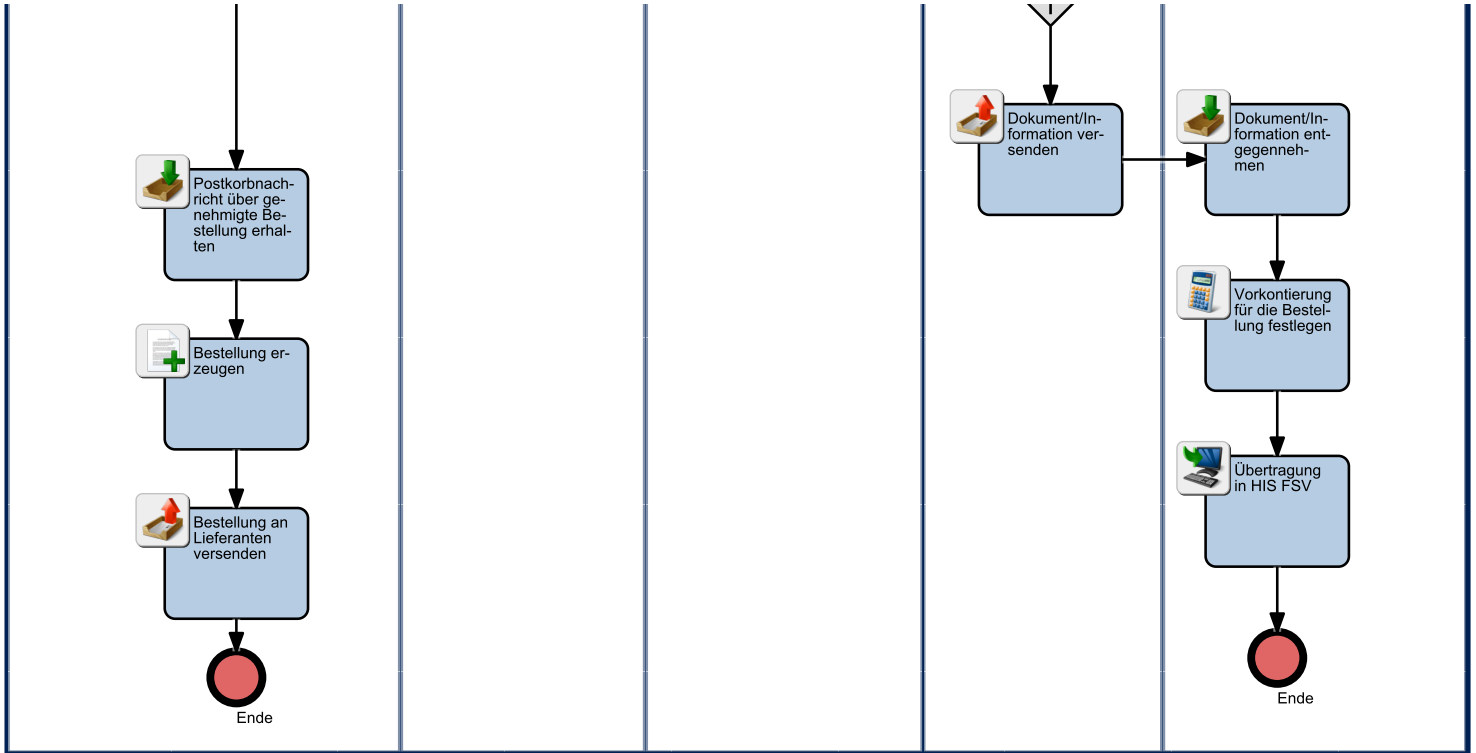 Postkorbnach-
richt über ge-
nehmigte Be-
stellung erhal-
ten
Bestellung er-
zeugen
Bestellung an
Lieferanten
versenden
Ende
Dokument/In-
formation ver-
senden
Dokument/In-
formation ent-
gegenneh-
men
Vorkontierung
für die Bestel-
lung festlegen
Übertragung
in HIS FSV
Ende